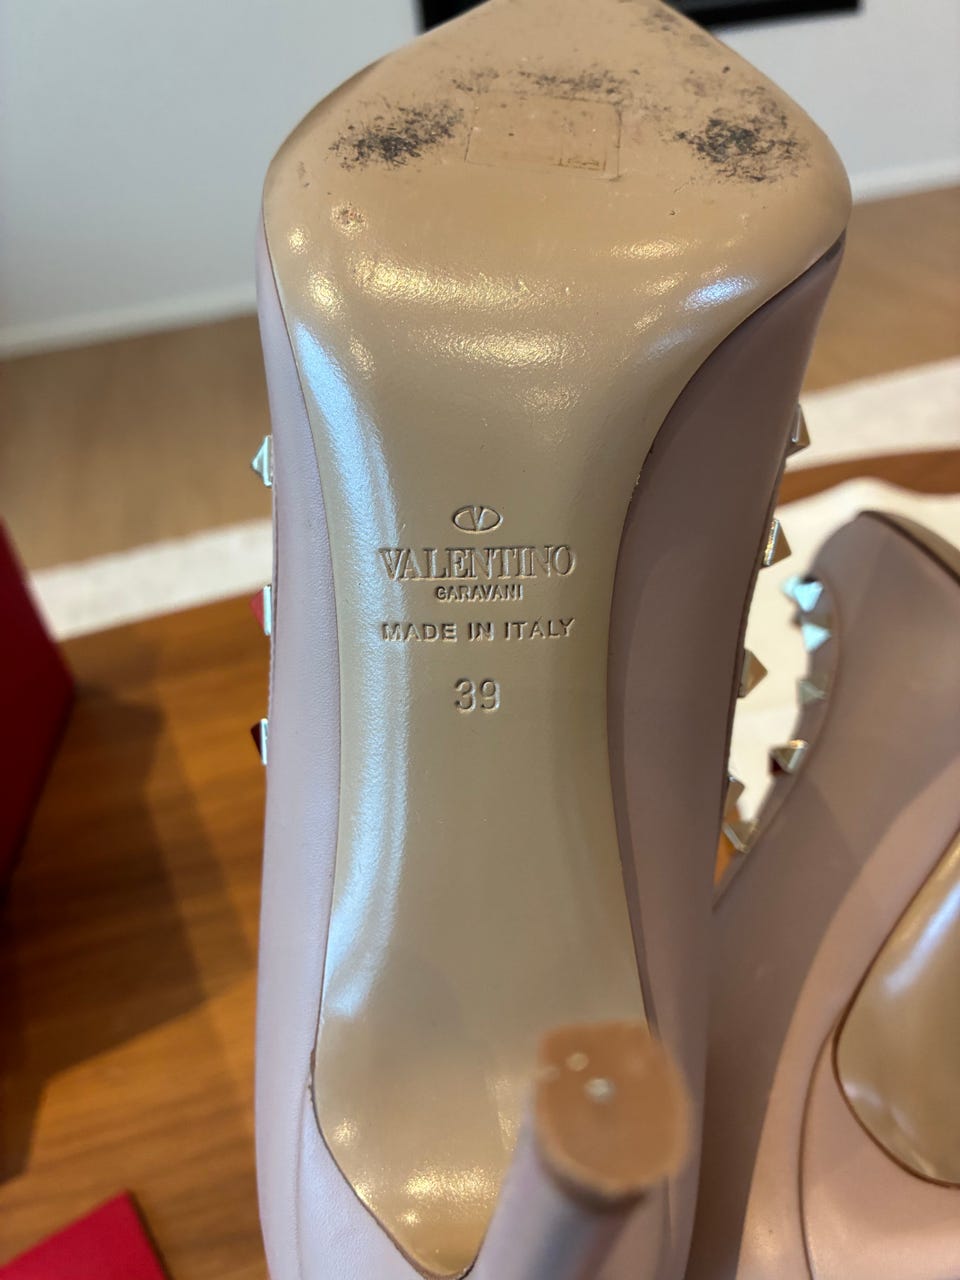 V
VALENTINO
GARAVANI
MADE IN ITALY
39